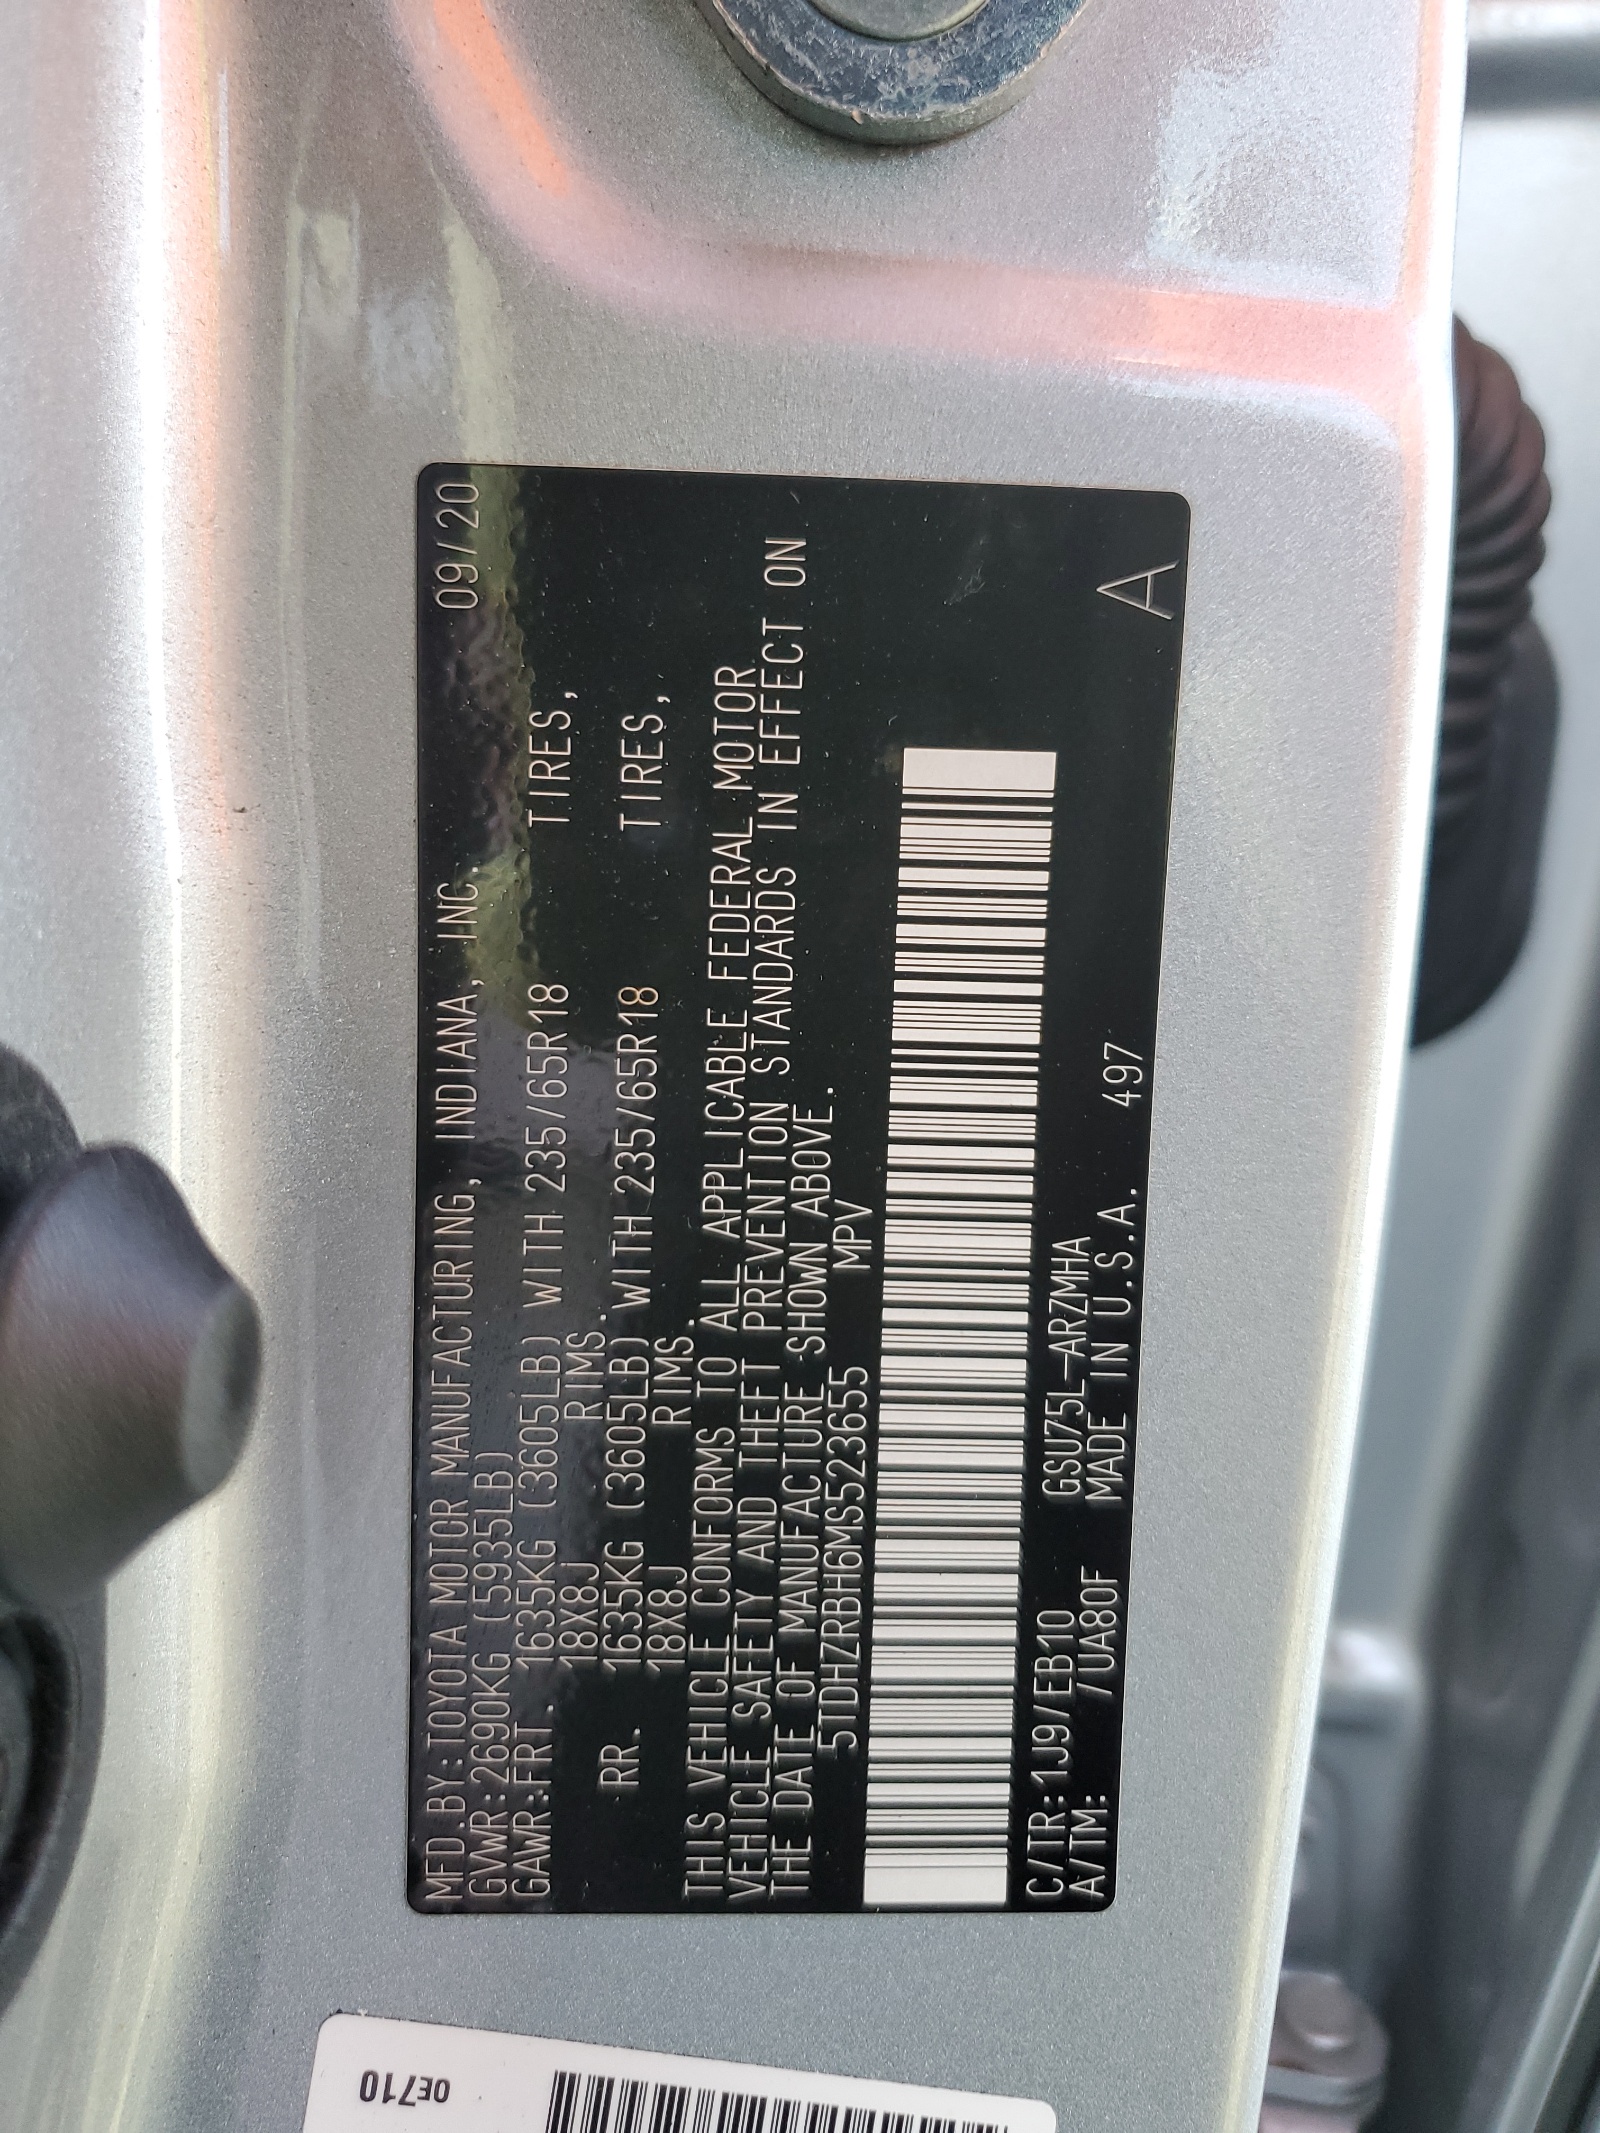 MFD.BY:TOYOTA MOTOR MANUFACTURING, INDIANA, INC. 09/20
GVWR:2690KG (5935LB)
GAWR:FRT. 1635KG (3605LB) WITH 235/65R18 TIRES,
18X8J RIMS.
RR. 1635KG (3605LB) WITH 235/65R18 TIRES,
18X8J RIMS.
THIS VEHICLE CONFORMS TO ALL APPLICABLE FEDERAL MOTOR
VEHICLE SAFETY AND THEFT PREVENTION STANDARDS IN EFFECT ON
THE DATE OF MANUFACTURE SHOWN ABOVE.
5TDHZRBH6MS523655 MPV
C/TR:1J9/EB10 GSU75L-ARZMHA
A/TM: /UA80F MADE IN U.S.A. 497
A
0E710